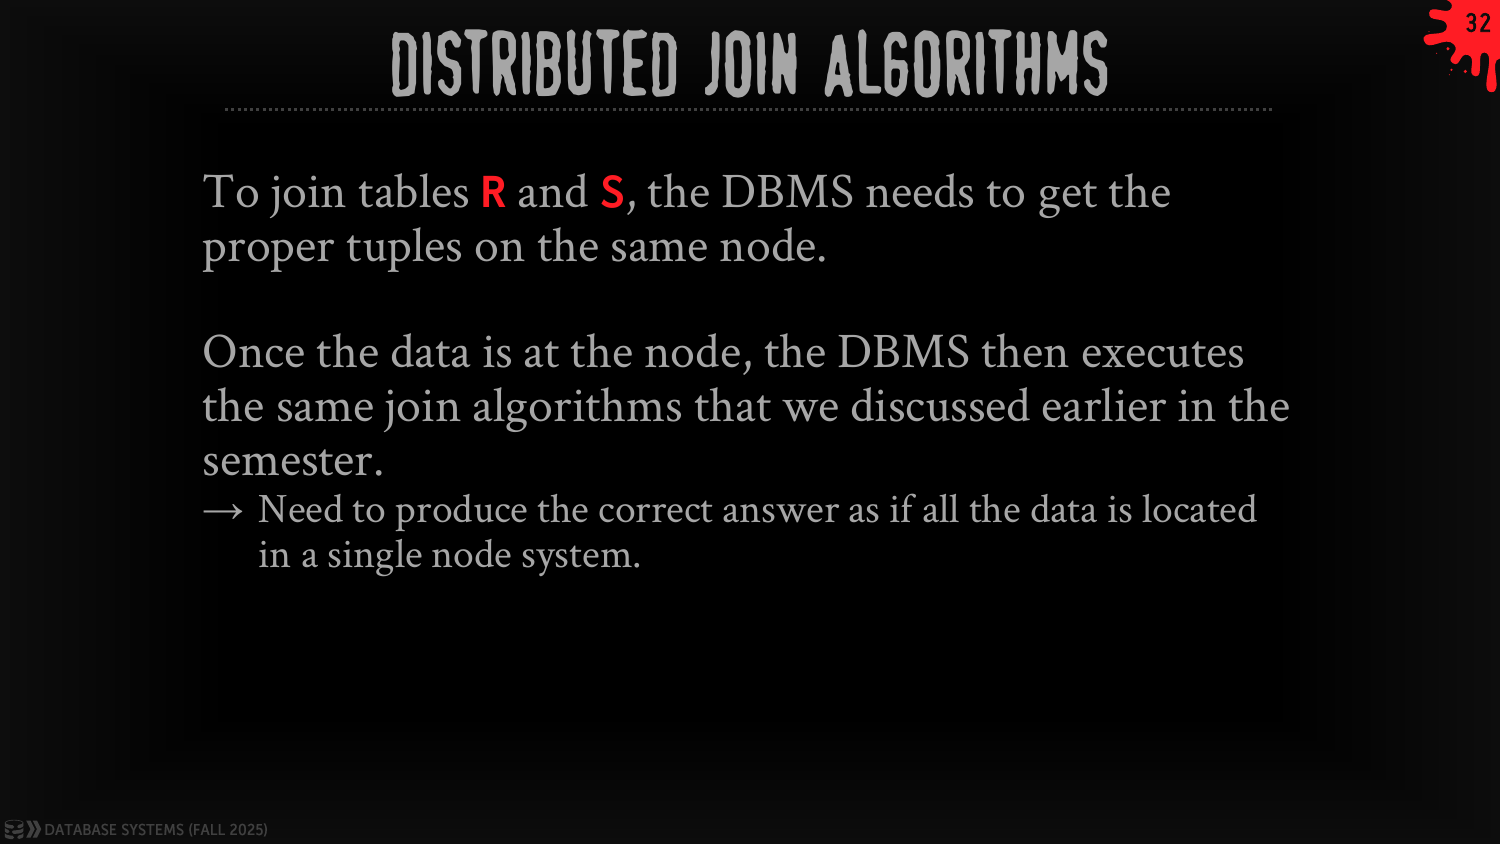 32
DISTRIBUTED JOIN ALGORITHMS
To join tables R and S, the DBMS needs to get the
proper tuples on the same node.
Once the data is at the node, the DBMS then executes
the same join algorithms that we discussed earlier in the
semester.
→ Need to produce the correct answer as if all the data is located
in a single node system.
DATABASE SYSTEMS (FALL 2025)